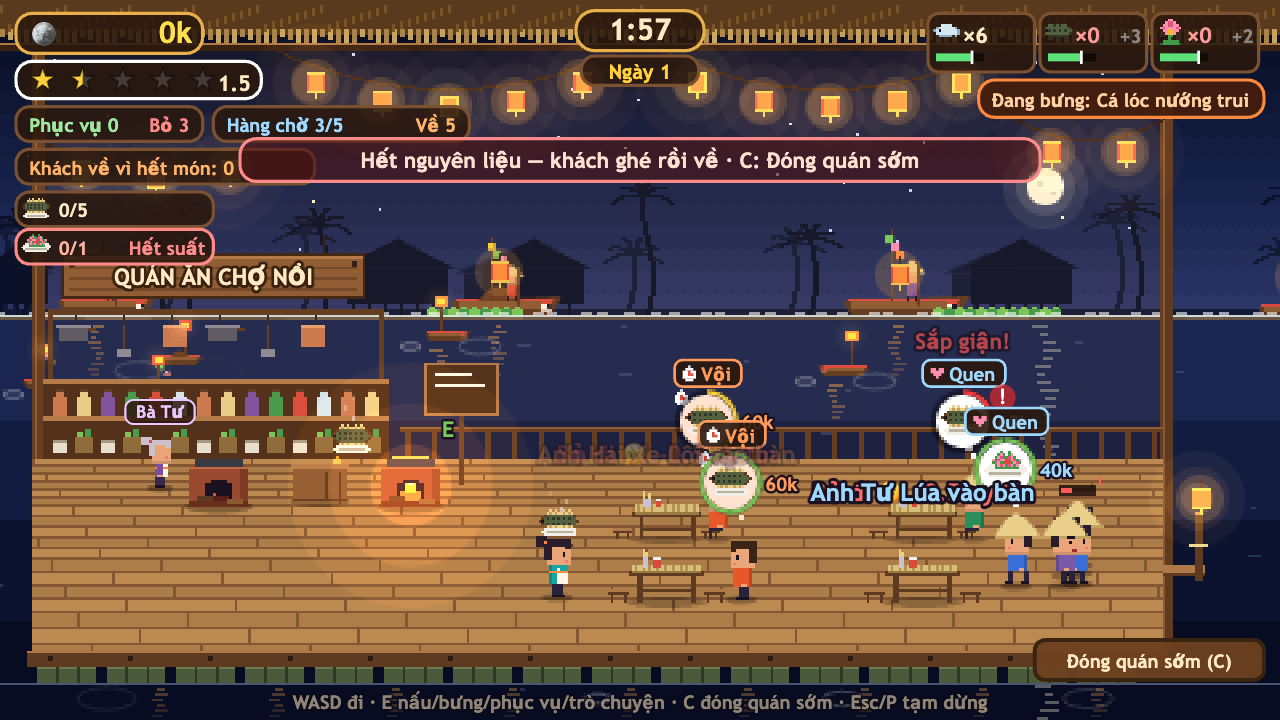 0k
1:57
×6
×0 +3
×0 +2
1.5
Ngày 1
Đang bưng: Cá lóc nướng trui
Phục vụ 0 Bỏ 3
Hàng chờ 3/5 Về 5
Khách về vì hết món: 0
Hết nguyên liệu — khách ghé rồi về · C: Đóng quán sớm
0/5
0/1 Hết suất
QUÁN ĂN CHỢ NỔI
Sắp giận!
Vội
Quen
!
Bà Tư
60k
Quen
E
Vội
40k
60k
Anh Tư Lúa vào bàn
Đóng quán sớm (C)
WASD đi · E nấu/bưng/phục vụ/trò chuyện · C đóng quán sớm · Esc/P tạm dừng